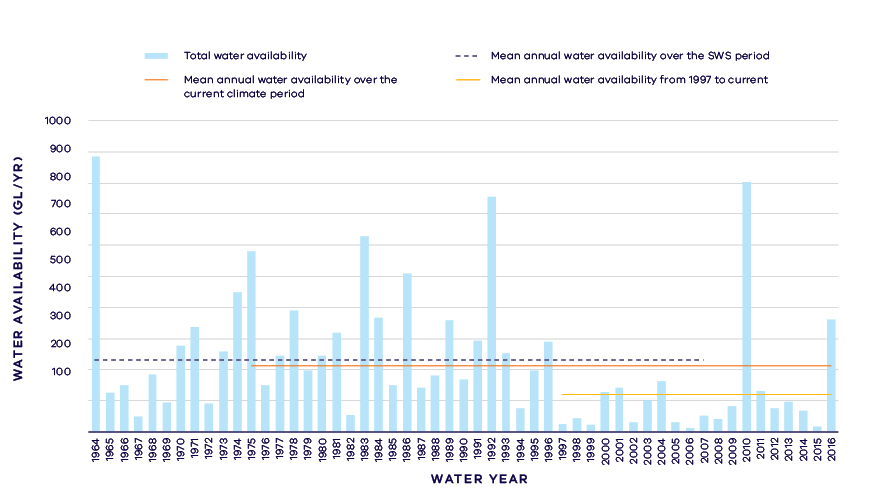 Total water availability
Mean annual water availability over the SWS period
Mean annual water availability over the
current climate period
Mean annual water availability from 1997 to current
WATER AVAILABILITY (GL/YR)
1000
900
800
700
600
500
400
300
200
100
1964 1965 1966 1967 1968 1969 1970 1971 1972 1973 1974 1975 1976 1977 1978 1979 1980 1981 1982 1983 1984 1985 1986 1987 1988 1989 1990 1991 1992 1993 1994 1995 1996 1997 1998 1999 2000 2001 2002 2003 2004 2005 2006 2007 2008 2009 2010 2011 2012 2013 2014 2015 2016
WATER YEAR